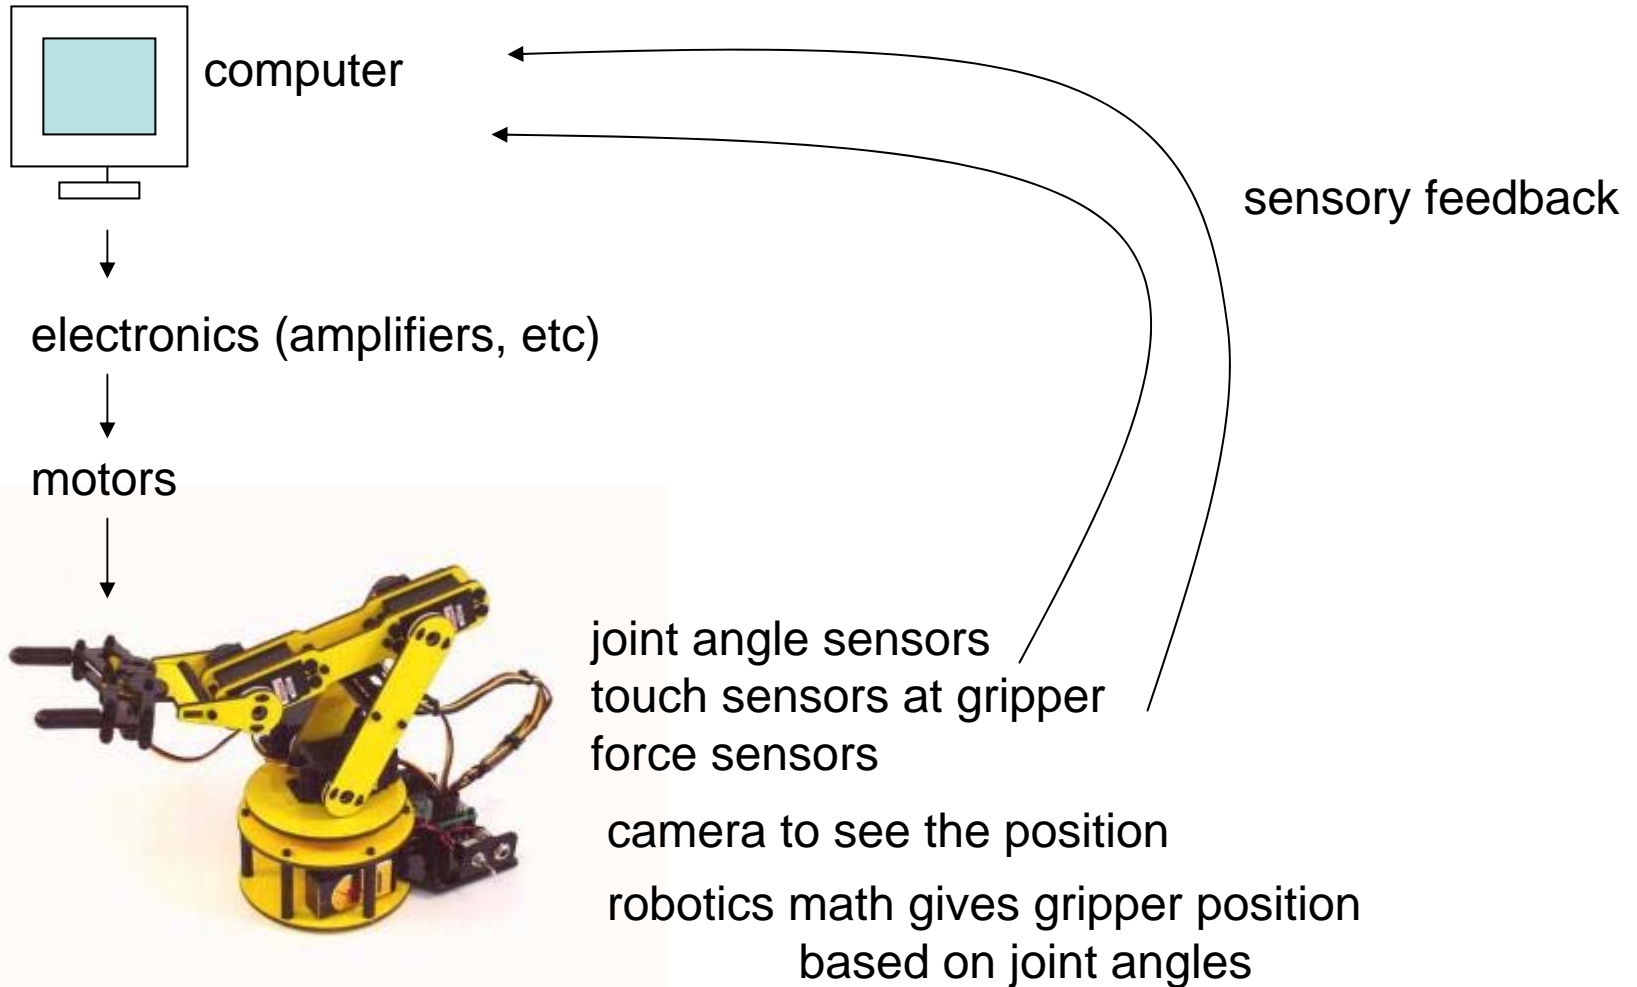 computer
sensory feedback
electronics (amplifiers, etc)
motors
joint angle sensors
touch sensors at gripper
force sensors
camera to see the position
robotics math gives gripper position
based on joint angles